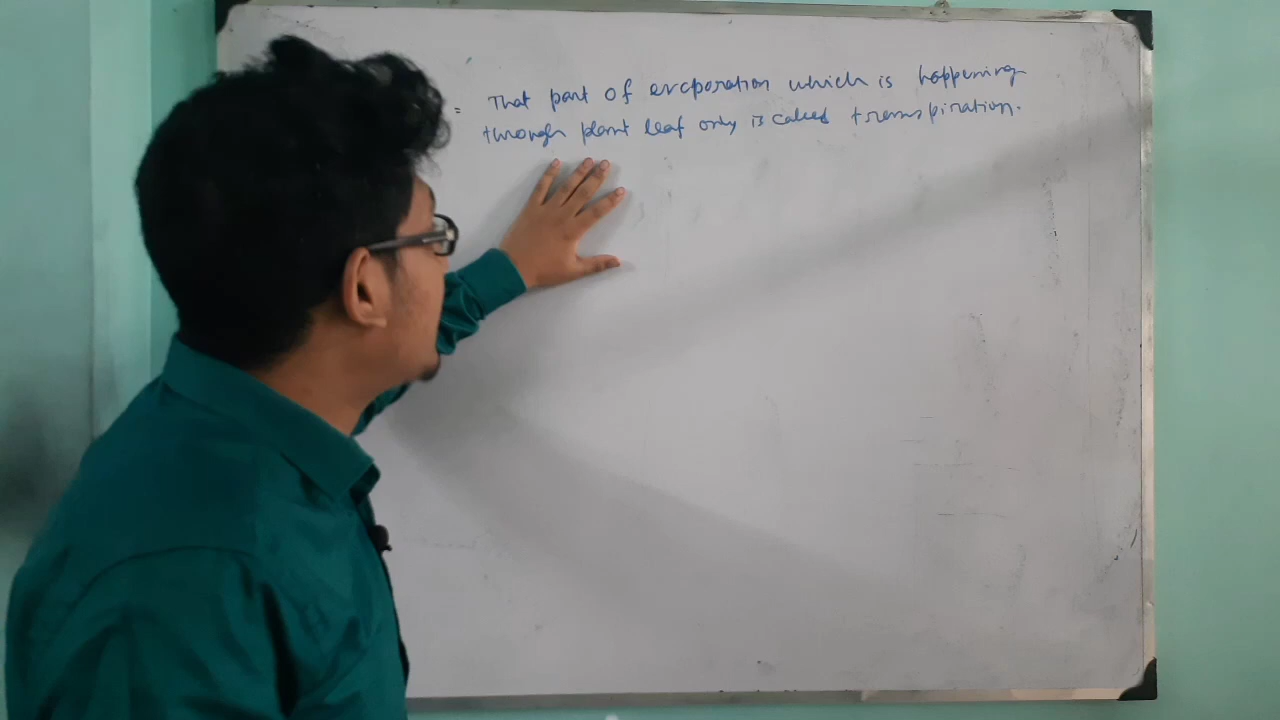 = That part of evaporation which is happening
through plant leaf only is called transpiration.